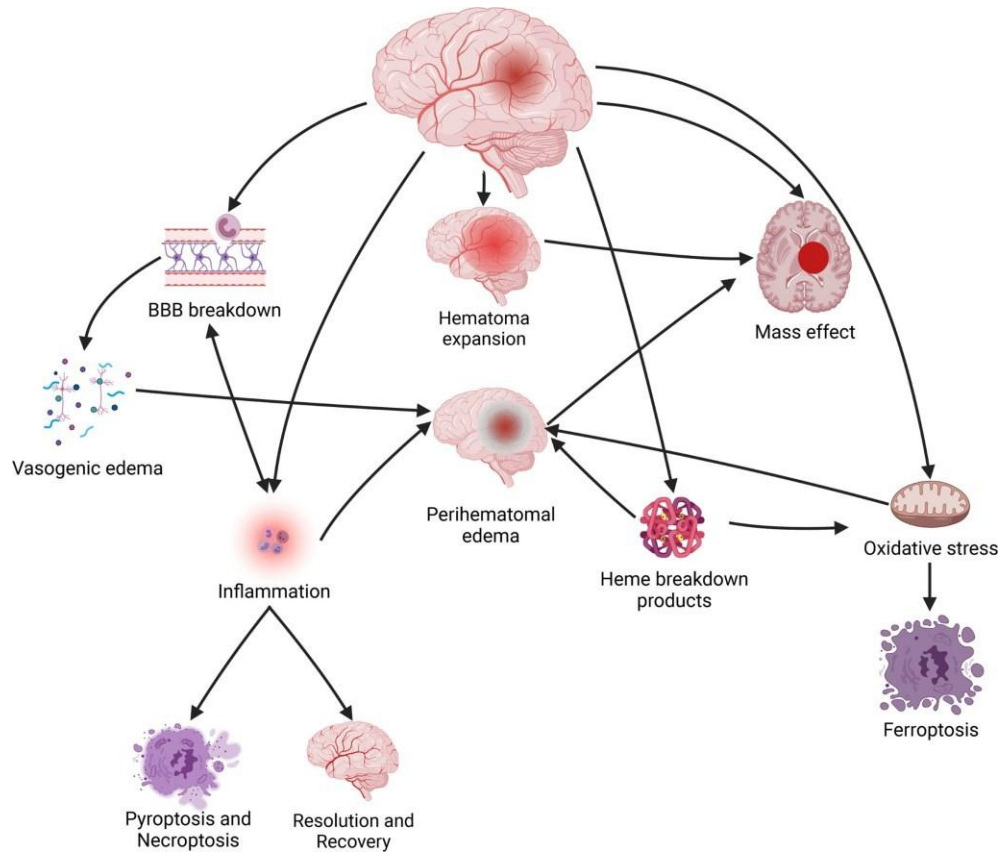 BBB breakdown
Hematoma
expansion
Mass effect
Vasogenic edema
Perihematomal
edema
Inflammation
Heme breakdown
products
Oxidative stress
Ferroptosis
Pyroptosis and
Necroptosis
Resolution and
Recovery